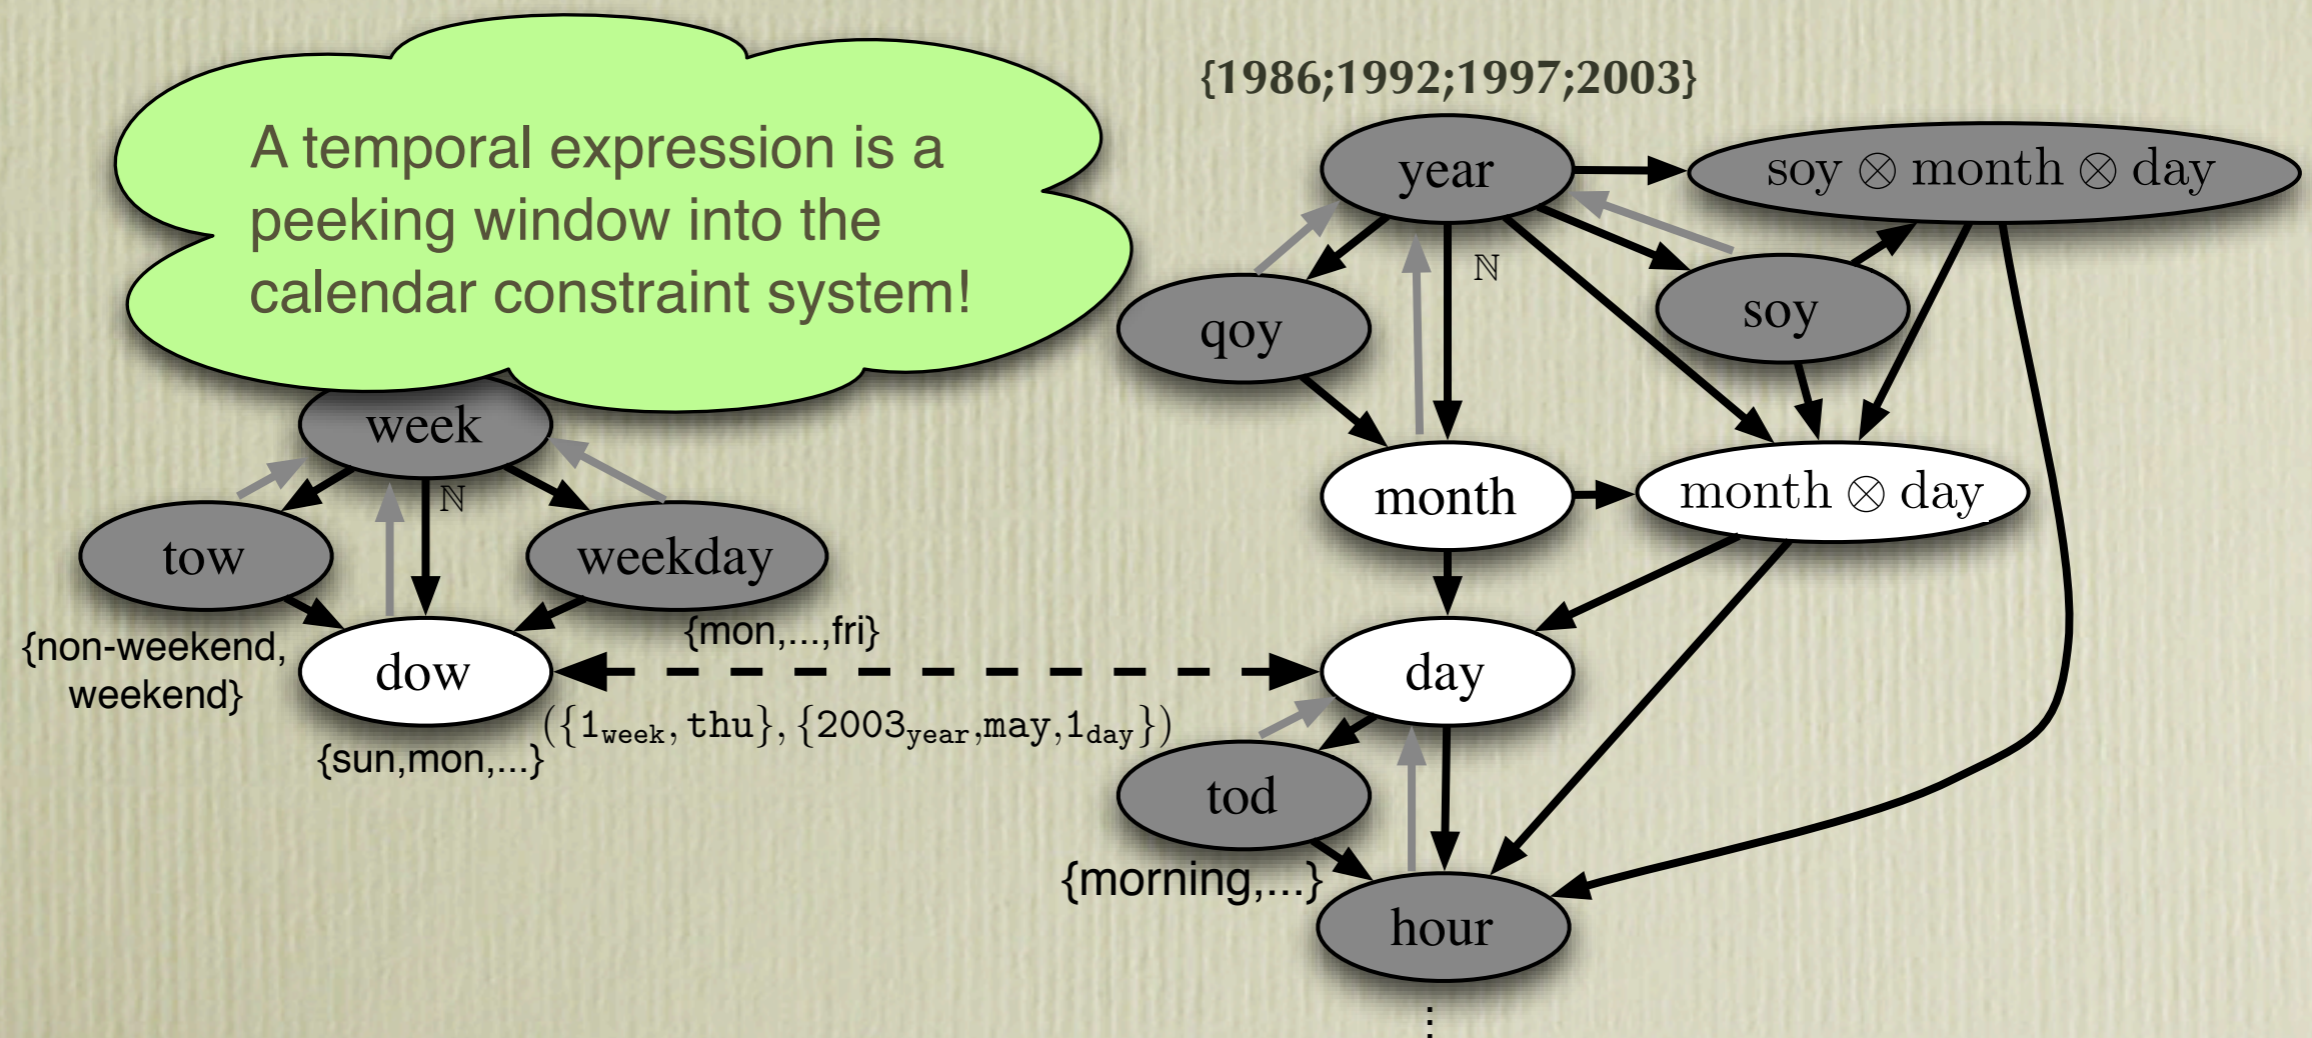 {1986;1992;1997;2003}
A temporal expression is a
peeking window into the
calendar constraint system!
year
soy ⊗ month ⊗ day
ℕ
qoy
soy
week
ℕ
month
month ⊗ day
tow
weekday
{non-weekend,
weekend}
{mon,...,fri}
dow
day
({1week, thu}, {2003year,may,1day})
{sun,mon,...}
tod
{morning,...}
hour
⋮